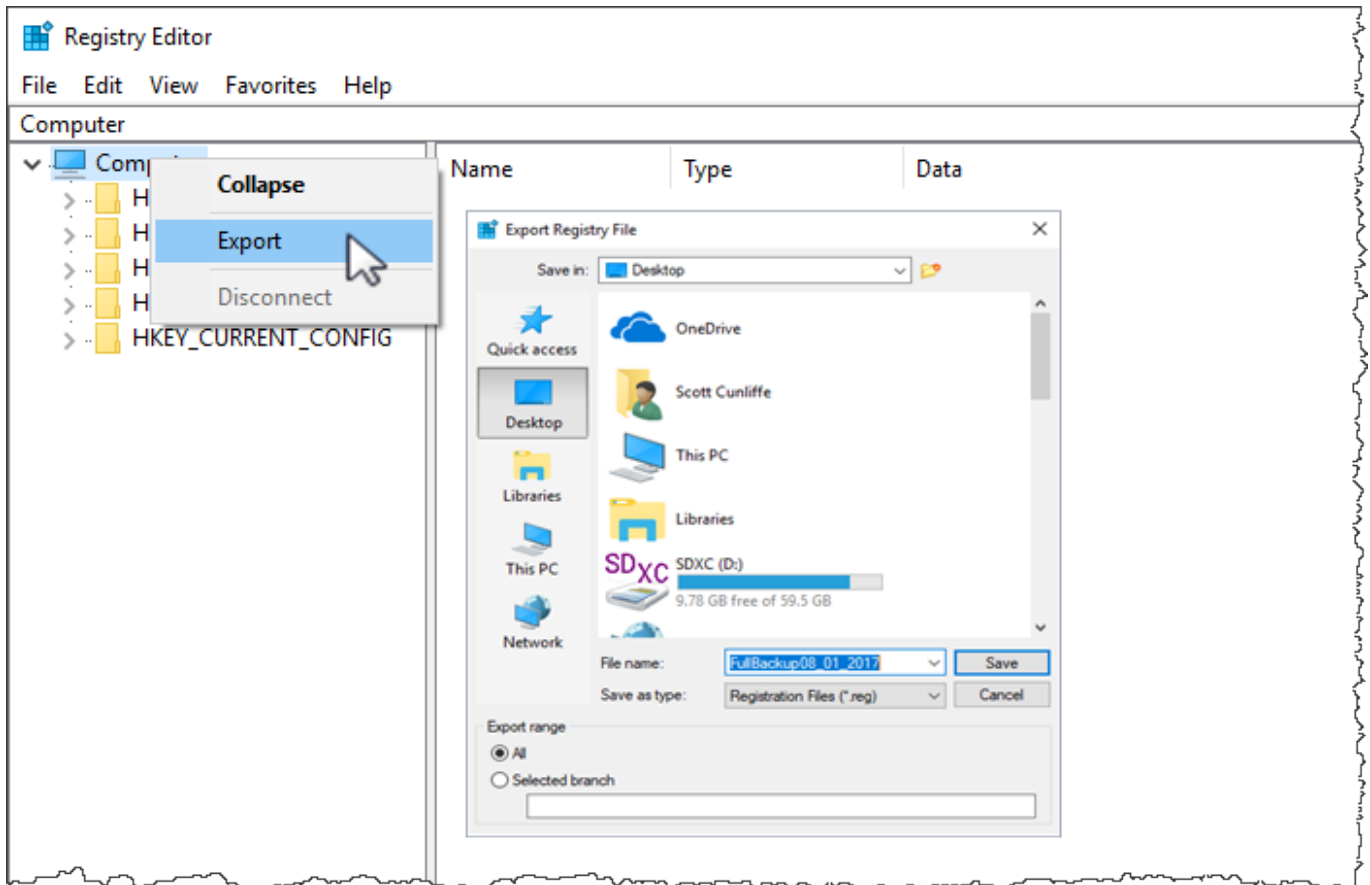 Registry Editor
File Edit View Favorites Help
Computer
Name Type Data
Collapse
H
H
Export
H
H
Disconnect
HKEY_CURRENT_CONFIG
Export Registry File
Save in: Desktop
Quick access
Desktop
Libraries
This PC
Network
OneDrive
Scott Cunliffe
This PC
Libraries
SDXC
SDXC (D:)
9.78 GB free of 59.5 GB
File name: FullBackup08_01_2017 Save
Save as type: Registration Files (*.reg) Cancel
Export range
All
Selected branch